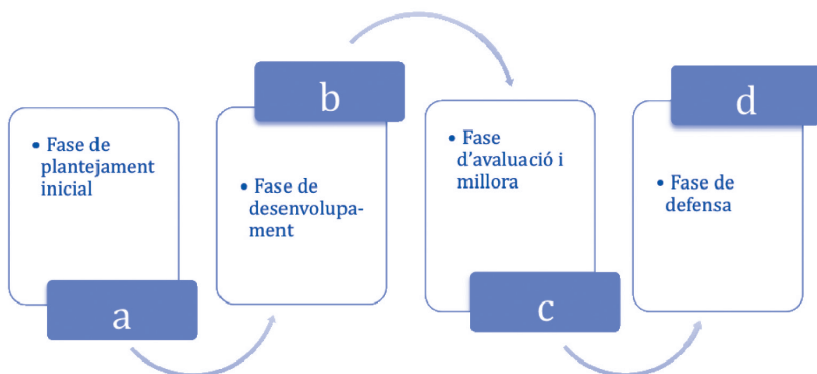 • Fase de
plantejament
inicial
a
b
• Fase de
desenvolupa-
ment
• Fase
d'avaluació i
millora
c
d
• Fase de
defensa